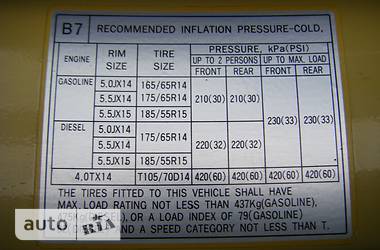 B7 RECOMMENDED INFLATION PRESSURE-COLD.
ENGINE RIM SIZE TIRE SIZE PRESSURE, kPa(PSI)
UP TO 2 PERSONS UP TO MAX. LOAD
FRONT REAR FRONT REAR
GASOLINE 5.0JX14 165/65R14 210(30) 210(30) 230(33) 230(33)
5.5JX14 175/65R14
5.5JX15 185/55R15
DIESEL 5.0JX14 175/65R14 220(32) 220(32)
5.5JX14
5.5JX15 185/55R15
4.0TX14 T105/70D14 420(60) 420(60) 420(60) 420(60)
THE TIRES FITTED TO THIS VEHICLE SHALL HAVE
MAX. LOAD RATING NOT LESS THAN 437Kg(GASOLINE),
475Kg(DIESEL), OR A LOAD INDEX OF 79(GASOLINE)
AND SPEED CATEGORY NOT LESS THAN T.
AUTO
RIA